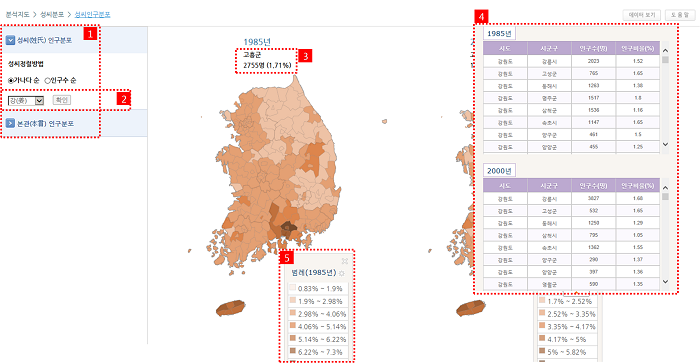 분석지도 > 성씨분포 > 성씨인구분포
데이터 보기
도 움 말
1
성씨(姓氏) 인구분포
성씨정렬방법
가나다 순 인구수 순
2
강(姜) 확인
본관(本貫) 인구분포
1985년
3
고흥군
2755명 (1.71%)
5
범례(1985년)
0.83% ~ 1.9%
1.9% ~ 2.98%
2.98% ~ 4.06%
4.06% ~ 5.14%
5.14% ~ 6.22%
6.22% ~ 7.3%
4
1985년
시도 시군구 인구수(명) 인구비율(%)
강원도 강릉시 2023 1.52
강원도 고성군 765 1.65
강원도 동해시 1263 1.38
강원도 명주군 1517 1.8
강원도 삼척군 1536 1.16
강원도 속초시 1147 1.65
강원도 양구군 461 1.5
강원도 양양군 455 1.25
2000년
시도 시군구 인구수(명) 인구비율(%)
강원도 강릉시 3827 1.68
강원도 고성군 532 1.65
강원도 동해시 1250 1.29
강원도 삼척시 795 1.05
강원도 속초시 1362 1.55
강원도 양구군 290 1.37
강원도 양양군 397 1.36
강원도 영월군 590 1.35
1.7% ~ 2.52%
2.52% ~ 3.35%
3.35% ~ 4.17%
4.17% ~ 5%
5% ~ 5.82%